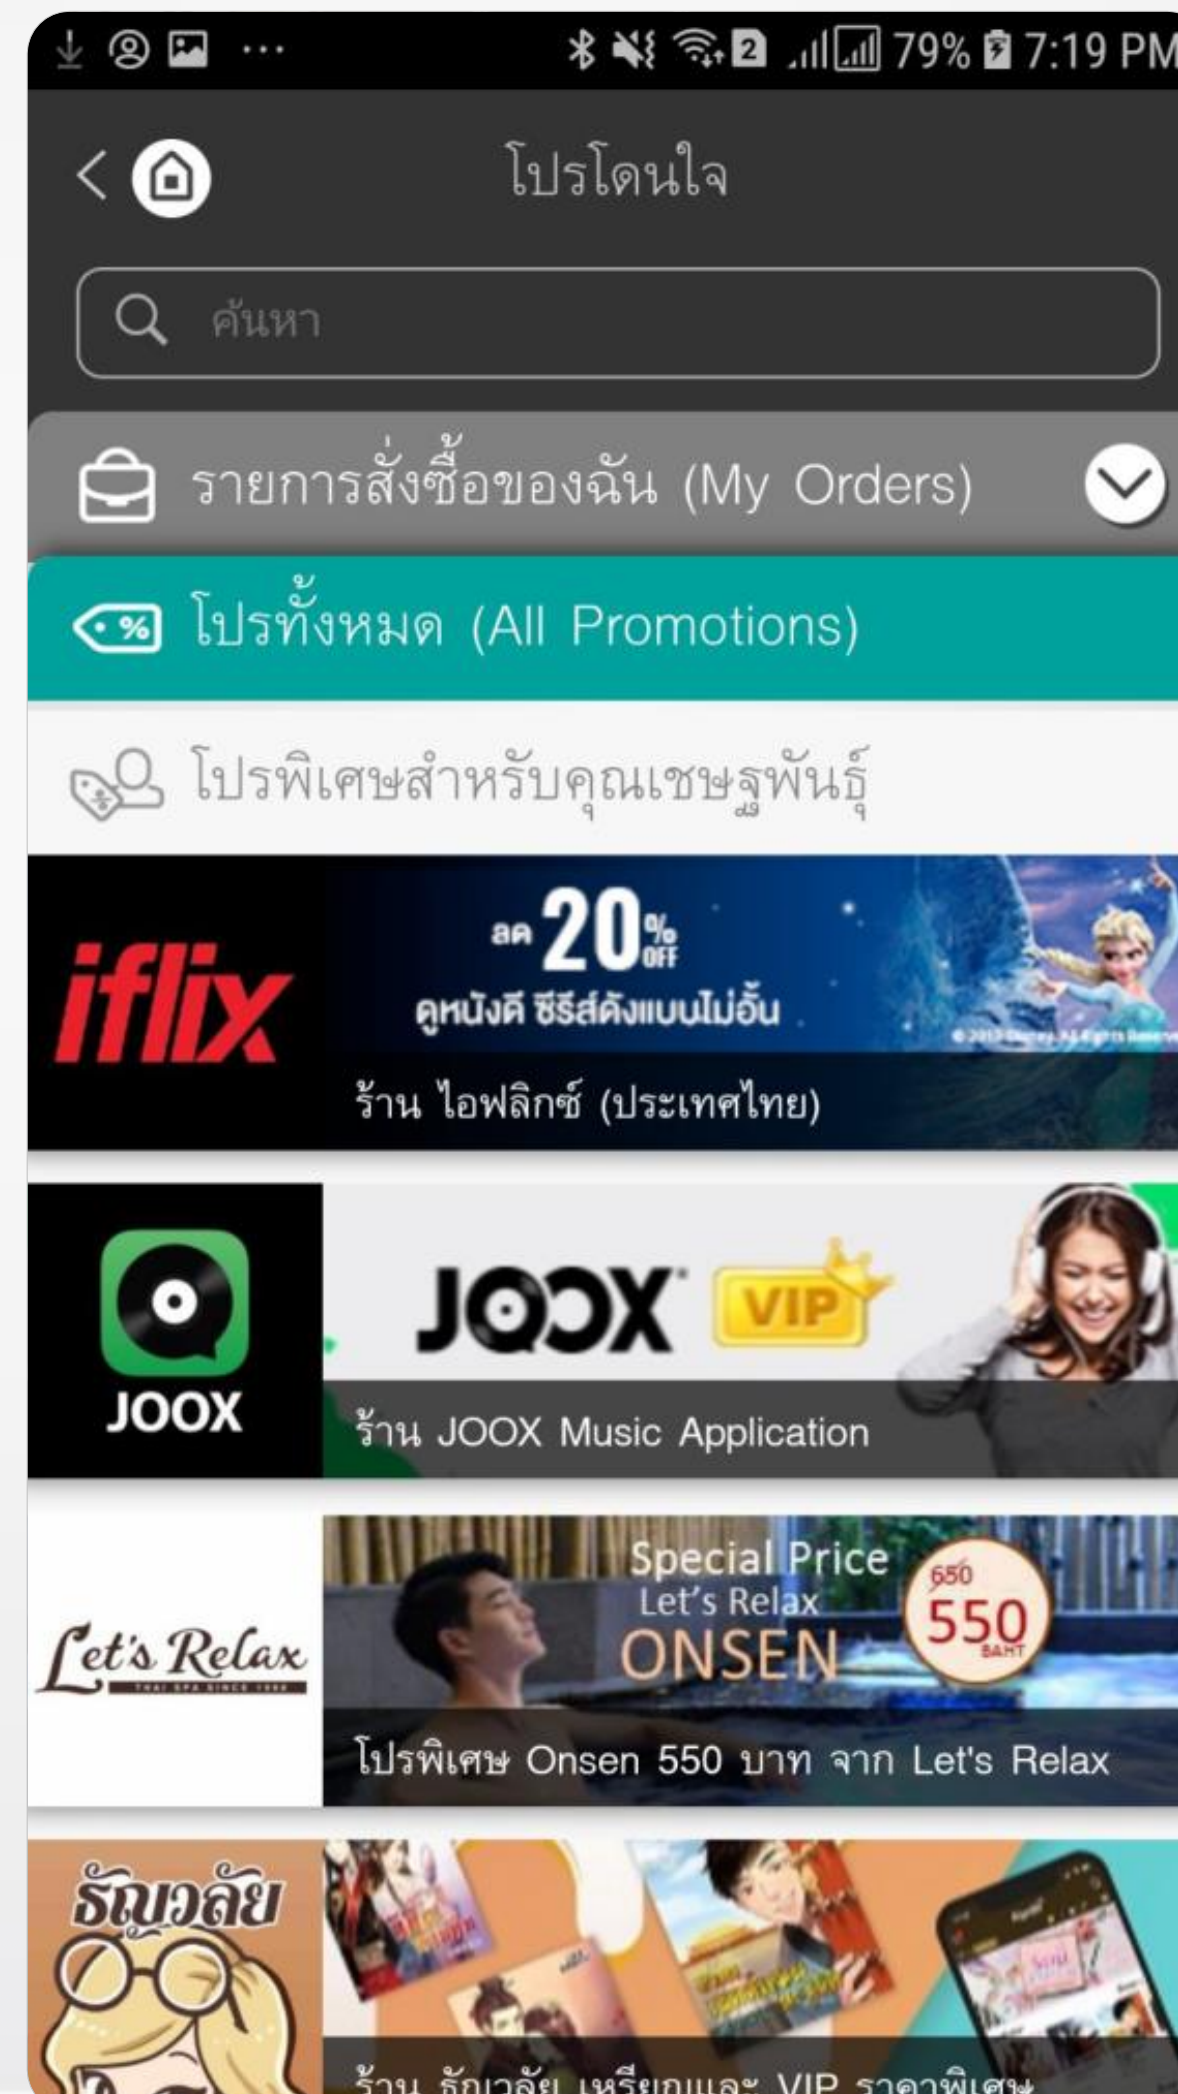 79% 7:19 PM
โปรโดนใจ
ค้นหา
รายการสั่งซื้อของฉัน (My Orders)
โปรทั้งหมด (All Promotions)
โปรพิเศษสำหรับคุณเชษฐพันธุ์
iflix
ลด 20% OFF
ดูหนังดี ซีรีส์ดังแบบไม่อั้น
ร้าน ไอฟลิกซ์ (ประเทศไทย)
JOOX
JOOX VIP
ร้าน JOOX Music Application
Let's Relax
THAI SPA SINCE 1998
Special Price
Let's Relax
ONSEN
650
550
BAHT
โปรพิเศษ Onsen 550 บาท จาก Let's Relax
ธัญวลัย
ร้าน ธัญวลัย เหรียญและ VIP ราคาพิเศษ